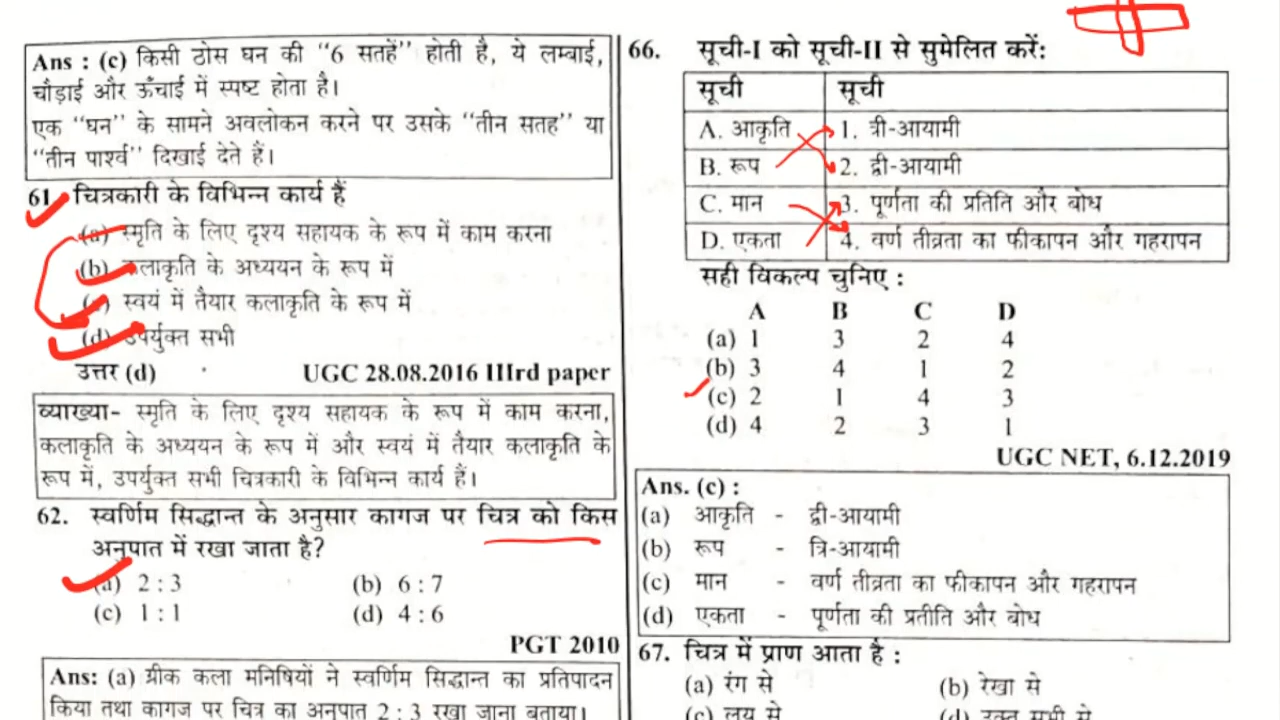 Ans : (c) किसी ठोस घन की "6 सतहें" होती है, ये लम्बाई,
चौड़ाई और ऊँचाई में स्पष्ट होता है।
एक "घन" के सामने अवलोकन करने पर उसके "तीन सतह" या
"तीन पार्श्व" दिखाई देते हैं।
61. चित्रकारी के विभिन्न कार्य हैं
(a) स्मृति के लिए दृश्य सहायक के रूप में काम करना
(b) कलाकृति के अध्ययन के रूप में
(c) स्वयं में तैयार कलाकृति के रूप में
(d) उपर्युक्त सभी
उत्तर (d) UGC 28.08.2016 IIIrd paper
व्याख्या- स्मृति के लिए दृश्य सहायक के रूप में काम करना,
कलाकृति के अध्ययन के रूप में और स्वयं में तैयार कलाकृति के
रूप में, उपर्युक्त सभी चित्रकारी के विभिन्न कार्य हैं।
62. स्वर्णिम सिद्धान्त के अनुसार कागज पर चित्र को किस
अनुपात में रखा जाता है?
(a) 2 : 3 (b) 6 : 7
(c) 1 : 1 (d) 4 : 6
PGT 2010
Ans: (a) ग्रीक कला मनिषियों ने स्वर्णिम सिद्धान्त का प्रतिपादन
किया तथा कागज पर चित्र का अनुपात 2 : 3 रखा जाना बताया।
66. सूची-I को सूची-II से सुमेलित करें:
सूची सूची
A. आकृति 1. त्री-आयामी
B. रूप 2. द्वी-आयामी
C. मान 3. पूर्णता की प्रतिति और बोध
D. एकता 4. वर्ण तीव्रता का फीकापन और गहरापन
सही विकल्प चुनिए :
A B C D
(a) 1 3 2 4
(b) 3 4 1 2
(c) 2 1 4 3
(d) 4 2 3 1
UGC NET, 6.12.2019
Ans. (c) :
(a) आकृति - द्वी-आयामी
(b) रूप - त्रि-आयामी
(c) मान - वर्ण तीव्रता का फीकापन और गहरापन
(d) एकता - पूर्णता की प्रतीति और बोध
67. चित्र में प्राण आता है :
(a) रंग से (b) रेखा से
(c) लय से (d) उक्त सभी से